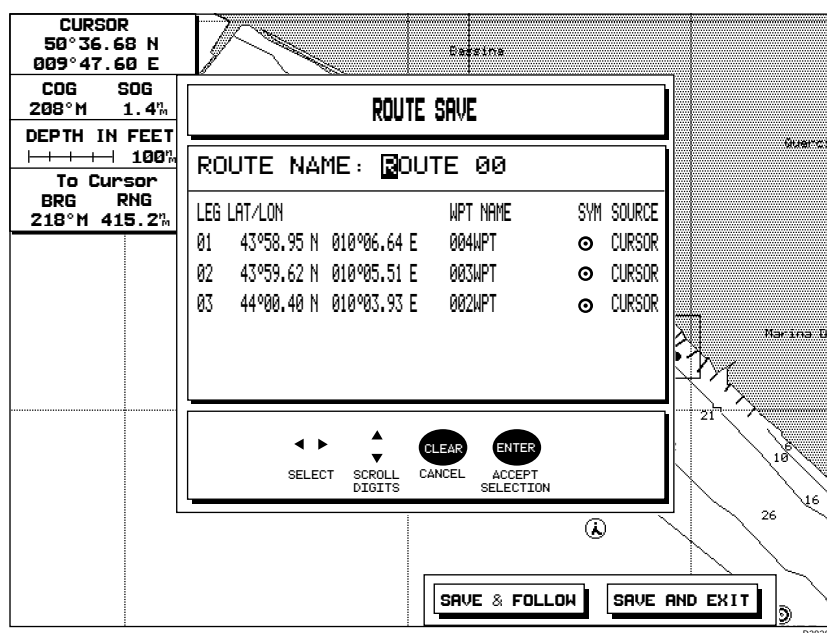 CURSOR
50°36.68 N
009°47.60 E
COG SOG
208°M 1.4nm
DEPTH IN FEET
100nm
To Cursor
BRG RNG
218°M 415.2nm
Bassina
Marina D
ROUTE SAVE
ROUTE NAME: ROUTE 00
LEG LAT/LON WPT NAME SYM SOURCE
01 43°58.95 N 010°06.64 E 004WPT CURSOR
02 43°59.62 N 010°05.51 E 003WPT CURSOR
03 44°00.40 N 010°03.93 E 002WPT CURSOR
SELECT
SCROLL
DIGITS
CLEAR
CANCEL
ENTER
ACCEPT
SELECTION
21
6
10
16
26
SAVE & FOLLOW
SAVE AND EXIT